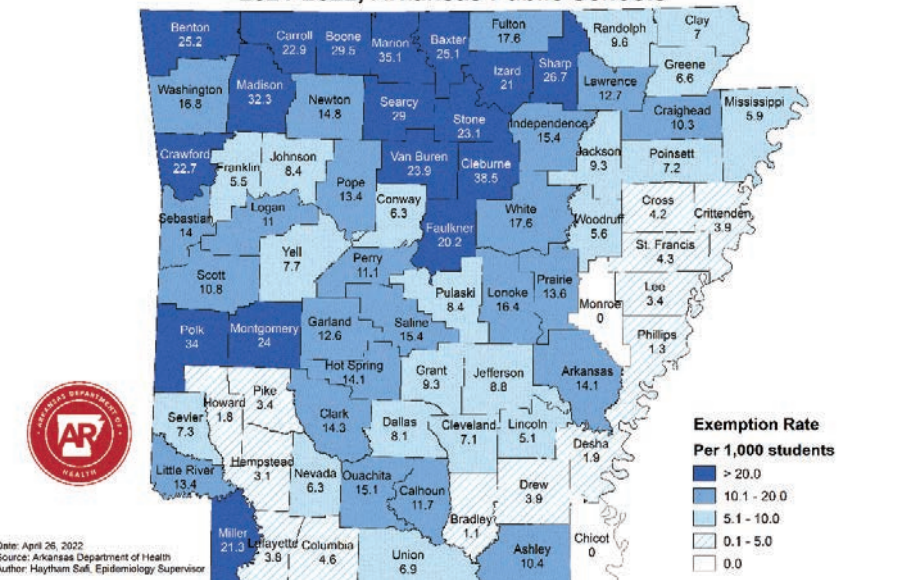 Benton
25.2
Carroll
22.9
Boone
29.5
Marion
35.1
Baxter
25.1
Fulton
17.6
Randolph
9.6
Clay
7
Greene
6.6
Sharp
26.7
Izard
21
Lawrence
12.7
Washington
16.8
Madison
32.3
Newton
14.8
Searcy
29
Stone
23.1
Independence
15.4
Craighead
10.3
Mississippi
5.9
Crawford
22.7
Franklin
5.5
Johnson
8.4
Pope
13.4
Van Buren
23.9
Cleburne
38.5
Jackson
9.3
Poinsett
7.2
Conway
6.3
Cross
4.2
Crittenden
3.9
Sebastian
14
Logan
11
Faulkner
20.2
White
17.6
Woodruff
5.6
St. Francis
4.3
Yell
7.7
Perry
11.1
Scott
10.8
Pulaski
8.4
Lonoke
16.4
Prairie
13.6
Monroe
0
Lee
3.4
Phillips
1.3
Polk
34
Montgomery
24
Garland
12.6
Saline
15.4
Hot Spring
14.1
Grant
9.3
Jefferson
8.8
Arkansas
14.1
Howard
1.8
Pike
3.4
Sevier
7.3
Clark
14.3
Dallas
8.1
Cleveland
7.1
Lincoln
5.1
Desha
1.9
Little River
13.4
Hempstead
3.1
Nevada
6.3
Ouachita
15.1
Calhoun
11.7
Drew
3.9
Bradley
1.1
Miller
21.3
Lafayette
3.8
Columbia
4.6
Union
6.9
Ashley
10.4
Chicot
0
ARKANSAS DEPARTMENT OF
AR
HEALTH
Exemption Rate
Per 1,000 students
> 20.0
10.1 - 20.0
5.1 - 10.0
0.1 - 5.0
0.0
Date: April 26, 2022
Source: Arkansas Department of Health
Author: Haytham Safi, Epidemiology Supervisor